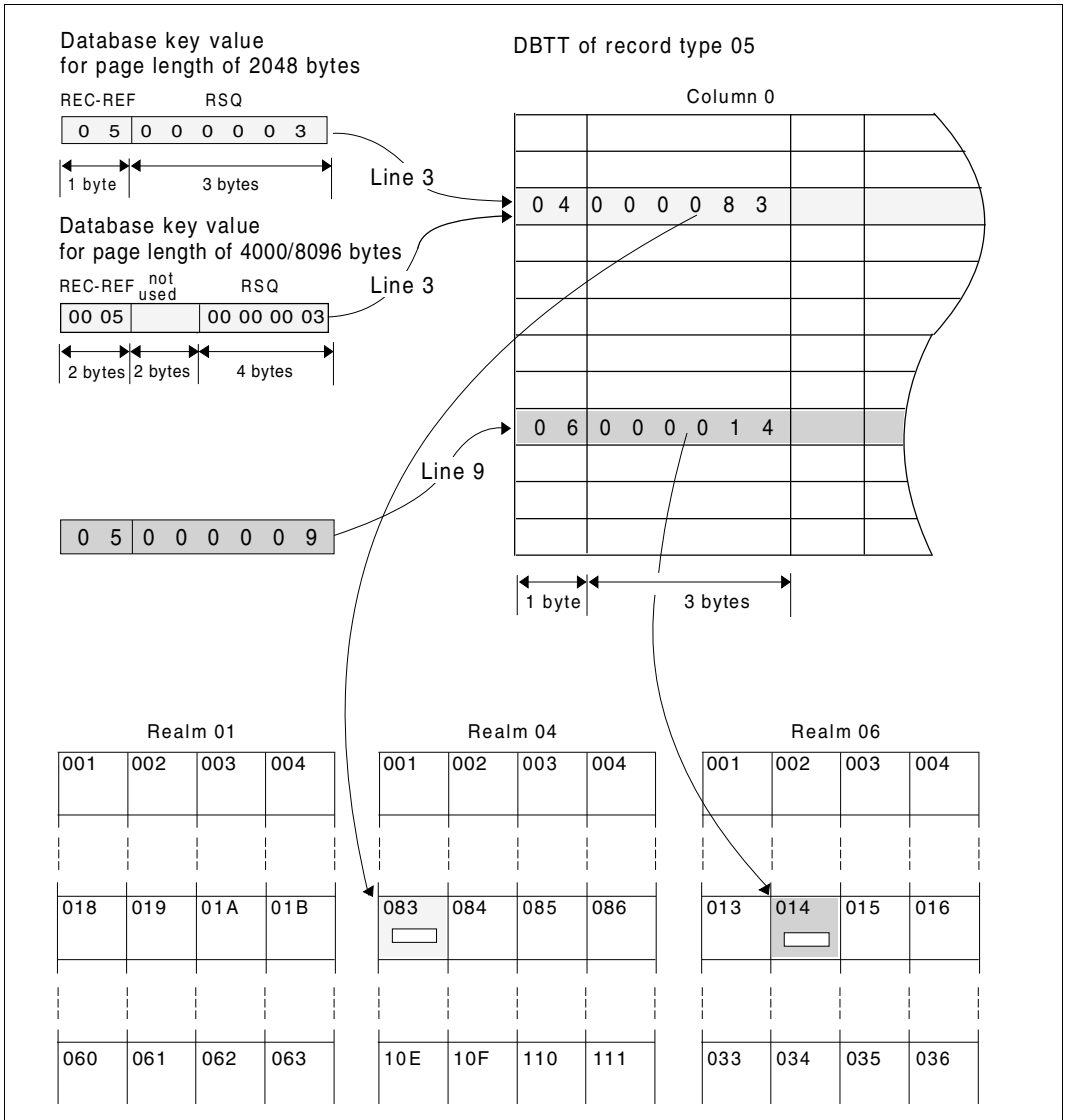 Database key value
for page length of 2048 bytes
REC-REF RSQ
0 5 0 0 0 0 0 3
1 byte 3 bytes
Line 3
Database key value
for page length of 4000/8096 bytes
REC-REF not used RSQ
00 05 00 00 00 03
2 bytes 2 bytes 4 bytes
Line 3
0 5 0 0 0 0 0 9
Line 9
DBTT of record type 05
Column 0
0 4 0 0 0 0 8 3
0 6 0 0 0 0 1 4
1 byte 3 bytes
Realm 01
001 002 003 004
018 019 01A 01B
060 061 062 063
Realm 04
001 002 003 004
083 084 085 086
10E 10F 110 111
Realm 06
001 002 003 004
013 014 015 016
033 034 035 036